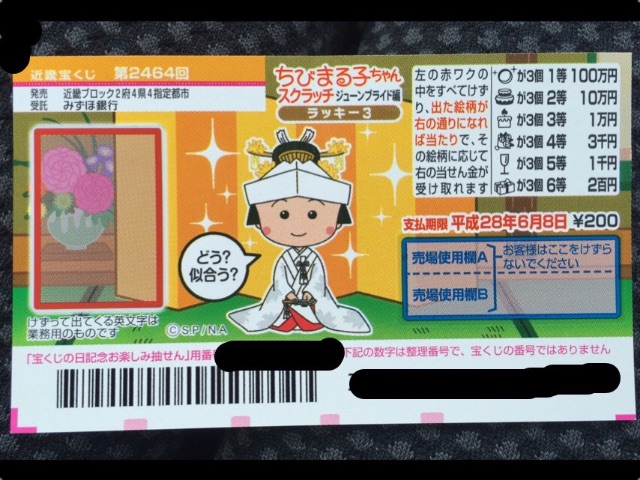 近畿宝くじ 第2464回
発売 近畿ブロック2府4県4指定都市
受託 みずほ銀行
ちびまる子ちゃん
スクラッチ ジューンブライド編
ラッキー3
左の赤ワクの
中をすべてけず
り、出た絵柄が
右の通りになれ
ば当たりで、そ
の絵柄に応じて
右の当せん金が
受け取れます
が3個 1等 100万円
が3個 2等 10万円
が3個 3等 1万円
が3個 4等 3千円
が3個 5等 1千円
が3個 6等 2百円
支払期限 平成28年6月8日 ¥200
売場使用欄A
お客様はここをけずら
ないでください
売場使用欄B
どう?
似合う?
けずって出てくる英文字は
業務用のものです
©S.P/NA
「宝くじの日記念お楽しみ抽せん」用番
下記の数字は整理番号で、宝くじの番号ではありません